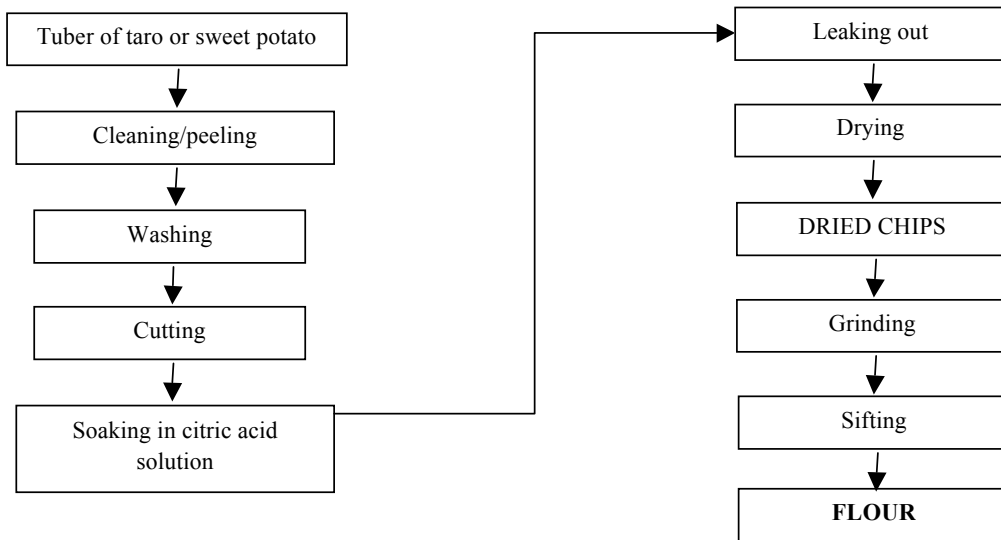 Tuber of taro or sweet potato
Cleaning/peeling
Washing
Cutting
Soaking in citric acid
solution
Leaking out
Drying
DRIED CHIPS
Grinding
Sifting
FLOUR